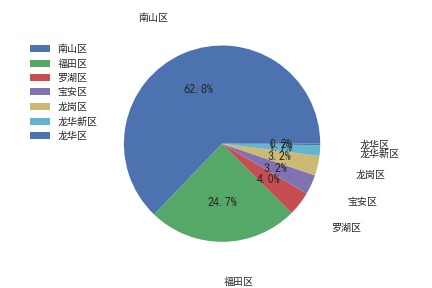 南山区
南山区
福田区
罗湖区
宝安区
龙岗区
龙华新区
龙华区
62.8%
0.2%
3.2%
3.2%
4.0%
24.7%
龙华区
龙华新区
龙岗区
宝安区
罗湖区
福田区